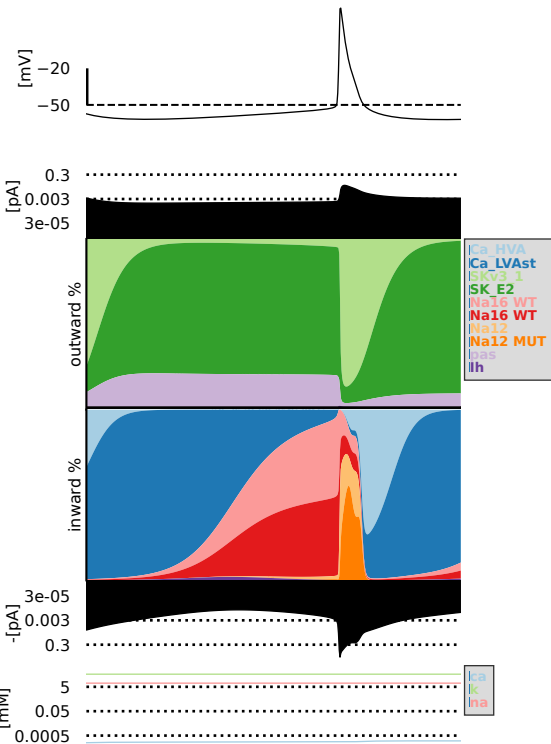 [mV]
−20
−50
[pA]
0.3
0.003
3e-05
outward %
Ca_HVA
Ca_LVAst
SKv3_1
SK_E2
Na16 WT
Na16 WT
Na12
Na12 MUT
pas
Ih
inward %
-[pA]
3e-05
0.003
0.3
[mM]
5
0.05
0.0005
ca
k
na